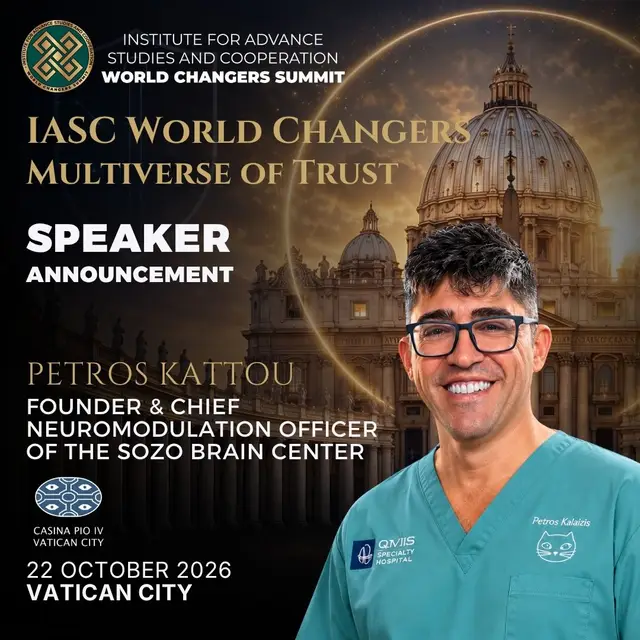 INSTITUTE FOR ADVANCE
STUDIES AND COOPERATION
WORLD CHANGERS SUMMIT
IASC WORLD CHANGERS
MULTIVERSE OF TRUST
SPEAKER
ANNOUNCEMENT
PETROS KATTOU
FOUNDER & CHIEF
NEUROMODULATION OFFICER
OF THE SOZO BRAIN CENTER
CASINA PIO IV
VATICAN CITY
22 OCTOBER 2026
VATICAN CITY
SPECIALTY
HOSPITAL
Petros Kalaizis